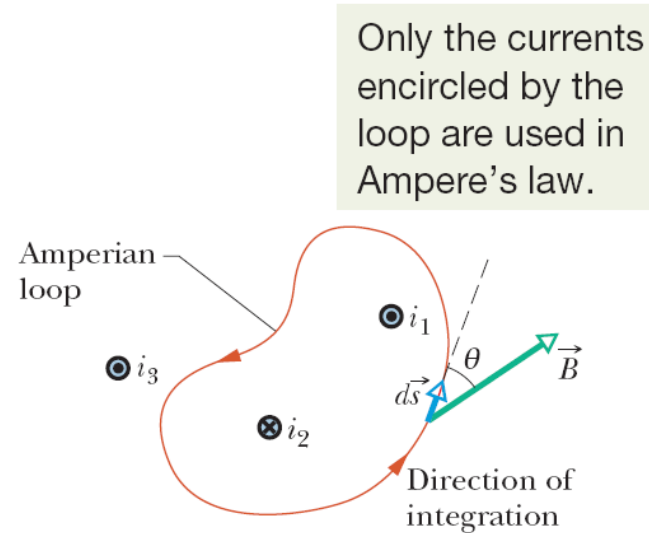 Only the currents
encircled by the
loop are used in
Ampere's law.
Amperian
loop
i₁
i₃
θ
B⃗
ds⃗
i₂
Direction of
integration